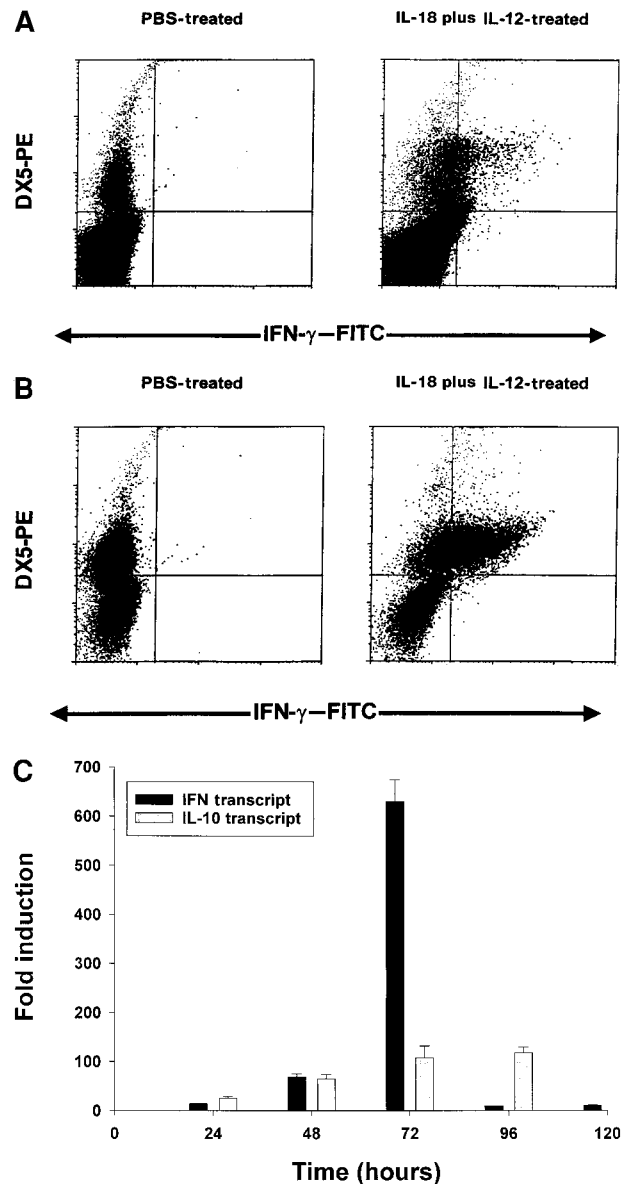 A
PBS-treated
IL-18 plus IL-12-treated
DX5-PE
IFN-γ–FITC
B
PBS-treated
IL-18 plus IL-12-treated
DX5-PE
IFN-γ–FITC
C
Fold induction
700
600
500
400
300
200
100
0
IFN transcript
IL-10 transcript
0 24 48 72 96 120
Time (hours)